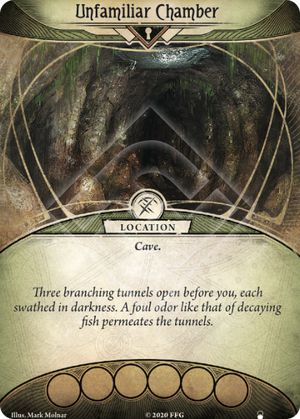 Unfamiliar Chamber
LOCATION
Cave.
Three branching tunnels open before you, each
swathed in darkness. A foul odor like that of decaying
fish permeates the tunnels.
Illus. Mark Molnar
© 2020 FFG